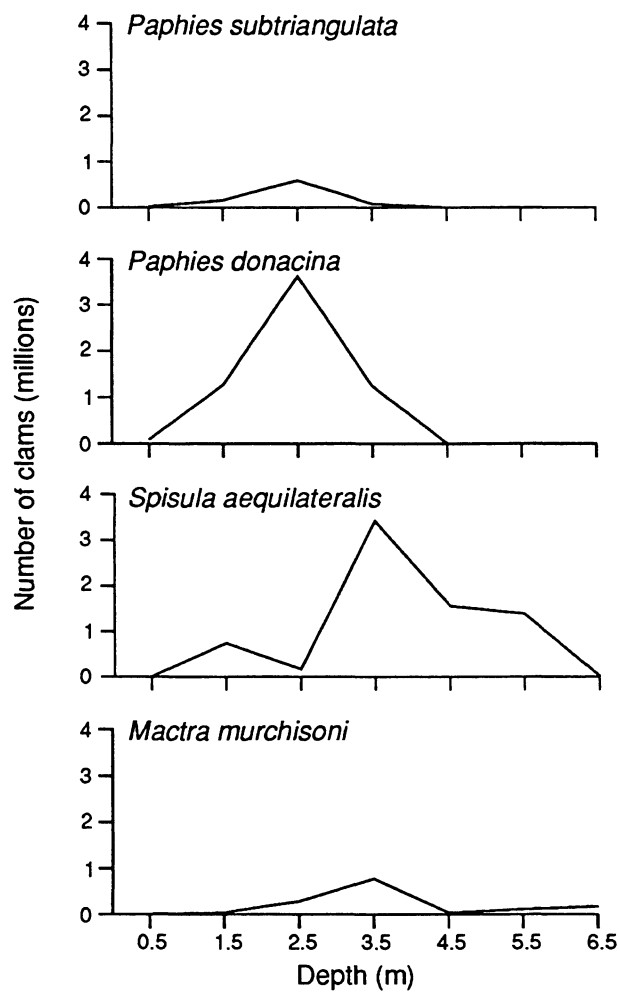 Paphies subtriangulata
4
3
2
1
0
Paphies donacina
4
3
2
1
0
Number of clams (millions)
Spisula aequilateralis
4
3
2
1
0
Mactra murchisoni
4
3
2
1
0
0.5 1.5 2.5 3.5 4.5 5.5 6.5
Depth (m)